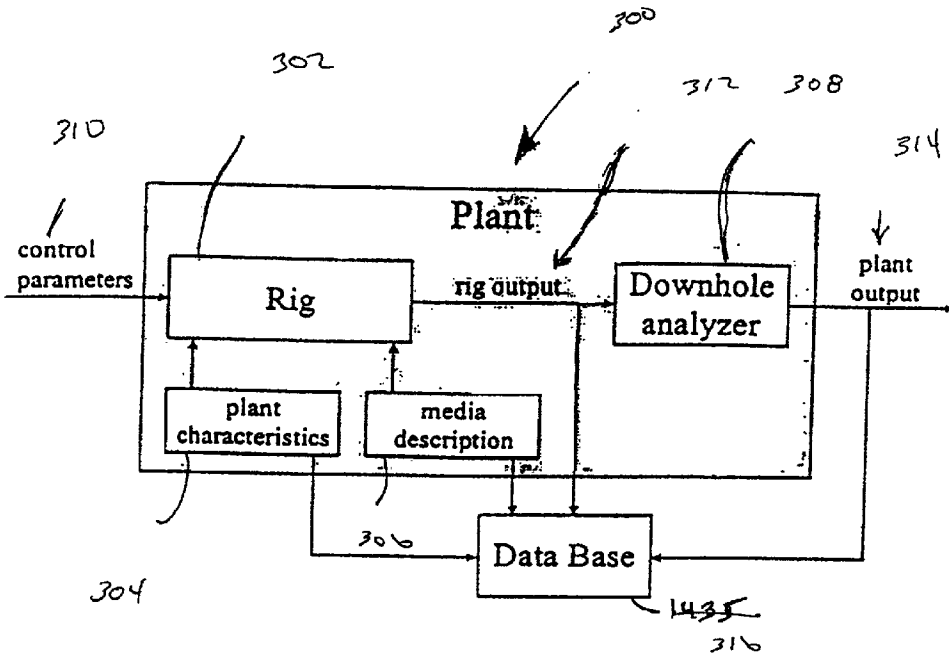 300
302
312 308
310
314
Plant
control
parameters
Rig
rig output
Downhole
analyzer
plant
output
plant
characteristics
media
description
306
Data Base
304
1435
316